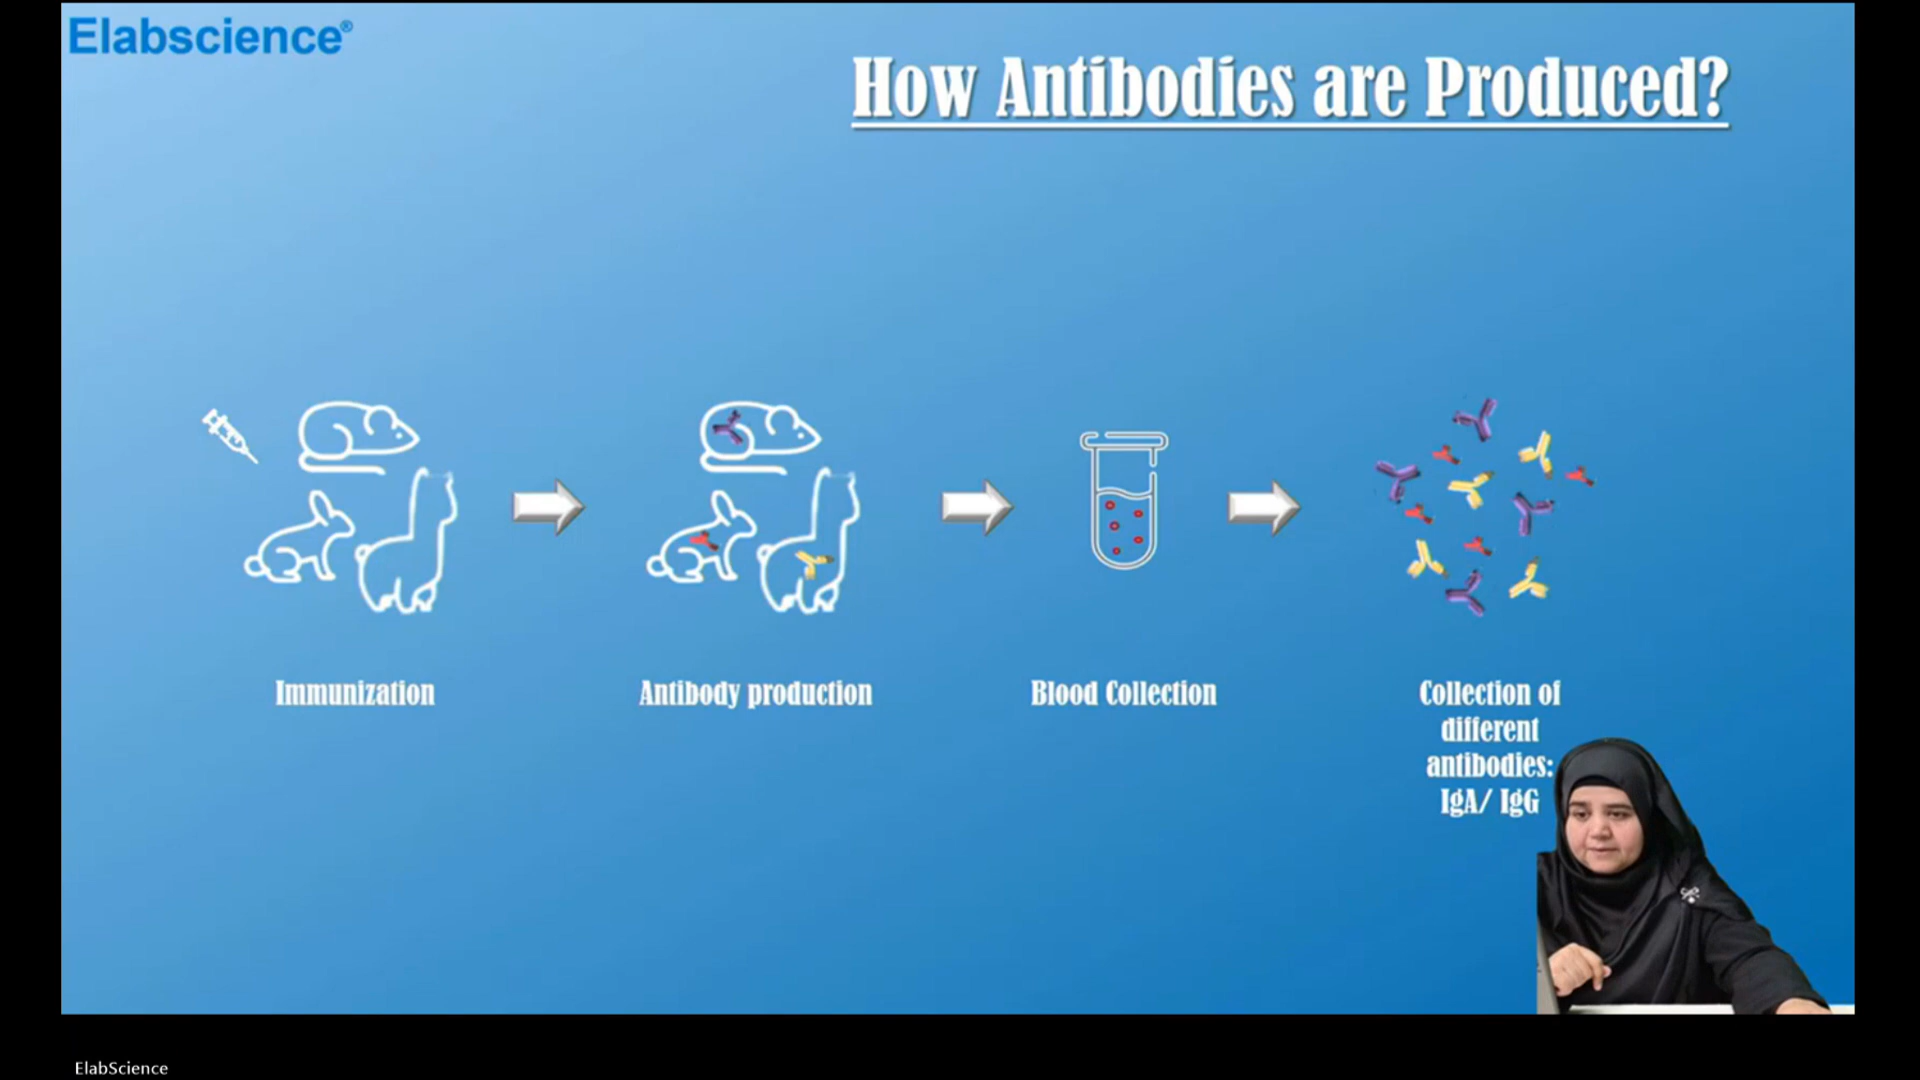 Elabscience®
How Antibodies are Produced?
Immunization
Antibody production
Blood Collection
Collection of
different
antibodies:
IgA/ IgG
ElabScience